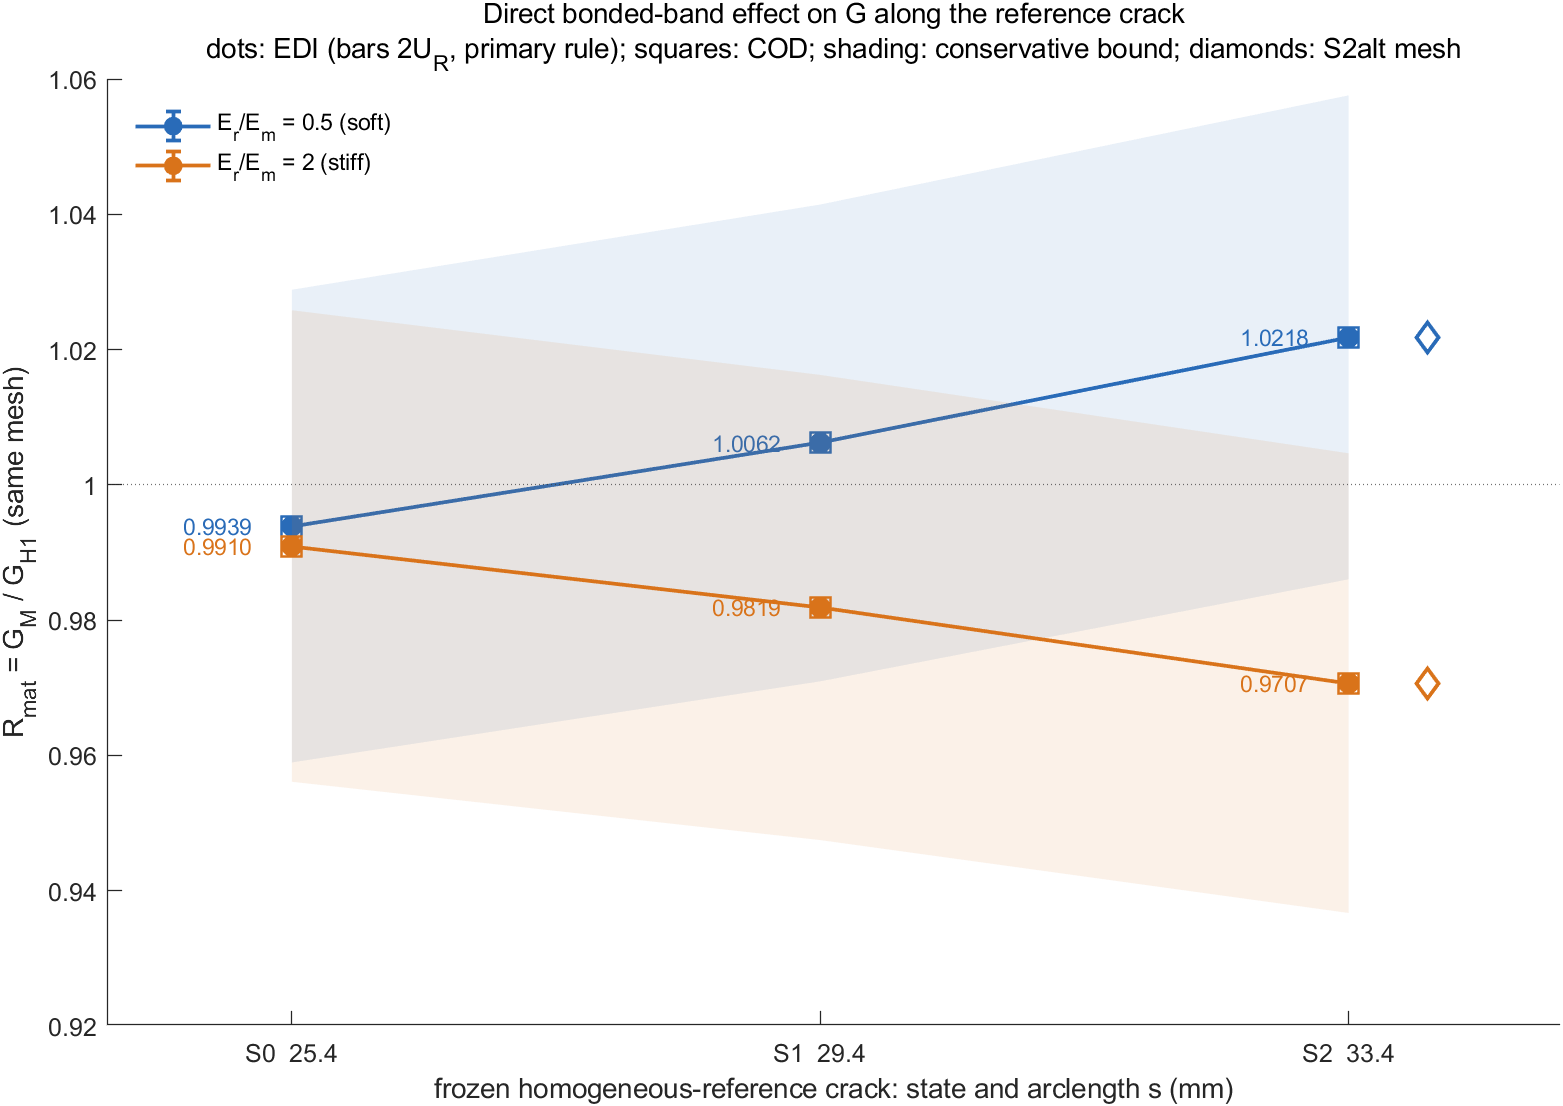 Direct bonded-band effect on G along the reference crack
dots: EDI (bars 2U_R, primary rule); squares: COD; shading: conservative bound; diamonds: S2alt mesh
E_r/E_m = 0.5 (soft)
E_r/E_m = 2 (stiff)
R_mat = G_M / G_H1 (same mesh)
1.06
1.04
1.02
1
0.98
0.96
0.94
0.92
0.9939
0.9910
1.0062
0.9819
1.0218
0.9707
S0 25.4
S1 29.4
S2 33.4
frozen homogeneous-reference crack: state and arclength s (mm)